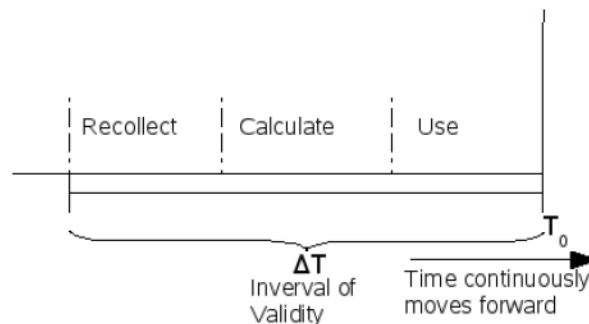 Recollect Calculate Use
T0
ΔT
Inverval of
Validity
Time continuously
moves forward